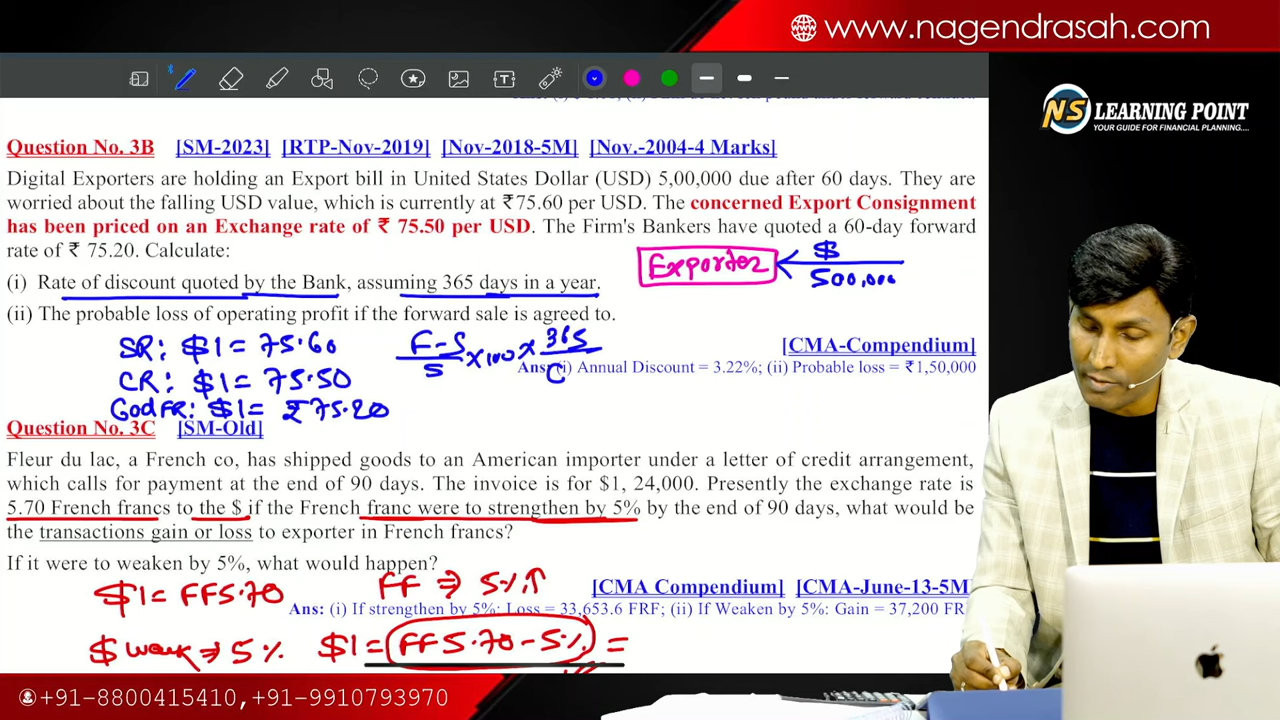 www.nagendrasah.com
NS LEARNING POINT
YOUR GUIDE FOR FINANCIAL PLANNING....
Question No. 3B [SM-2023] [RTP-Nov-2019] [Nov-2018-5M] [Nov.-2004-4 Marks]
Digital Exporters are holding an Export bill in United States Dollar (USD) 5,00,000 due after 60 days. They are
worried about the falling USD value, which is currently at ₹75.60 per USD. The concerned Export Consignment
has been priced on an Exchange rate of ₹ 75.50 per USD. The Firm's Bankers have quoted a 60-day forward
rate of ₹ 75.20. Calculate:
Exporter $ 500,000
(i) Rate of discount quoted by the Bank, assuming 365 days in a year.
(ii) The probable loss of operating profit if the forward sale is agreed to.
SR: $1 = 75.60
F-S/S × 100 × 365/C
[CMA-Compendium]
Ans: (i) Annual Discount = 3.22%; (ii) Probable loss = ₹1,50,000
CR: $1 = 75.50
60d FR: $1 = ₹75.20
Question No. 3C [SM-Old]
Fleur du lac, a French co, has shipped goods to an American importer under a letter of credit arrangement,
which calls for payment at the end of 90 days. The invoice is for $1, 24,000. Presently the exchange rate is
5.70 French francs to the $ if the French franc were to strengthen by 5% by the end of 90 days, what would be
the transactions gain or loss to exporter in French francs?
If it were to weaken by 5%, what would happen?
$1 = FF5.70 FF ⇒ 5%↑
[CMA Compendium] [CMA-June-13-5M
Ans: (i) If strengthen by 5%: Loss = 33,653.6 FRF; (ii) If Weaken by 5%: Gain = 37,200 FR
$ weak ⇒ 5% $1 = FF 5.70 - 5% =
+91-8800415410,+91-9910793970